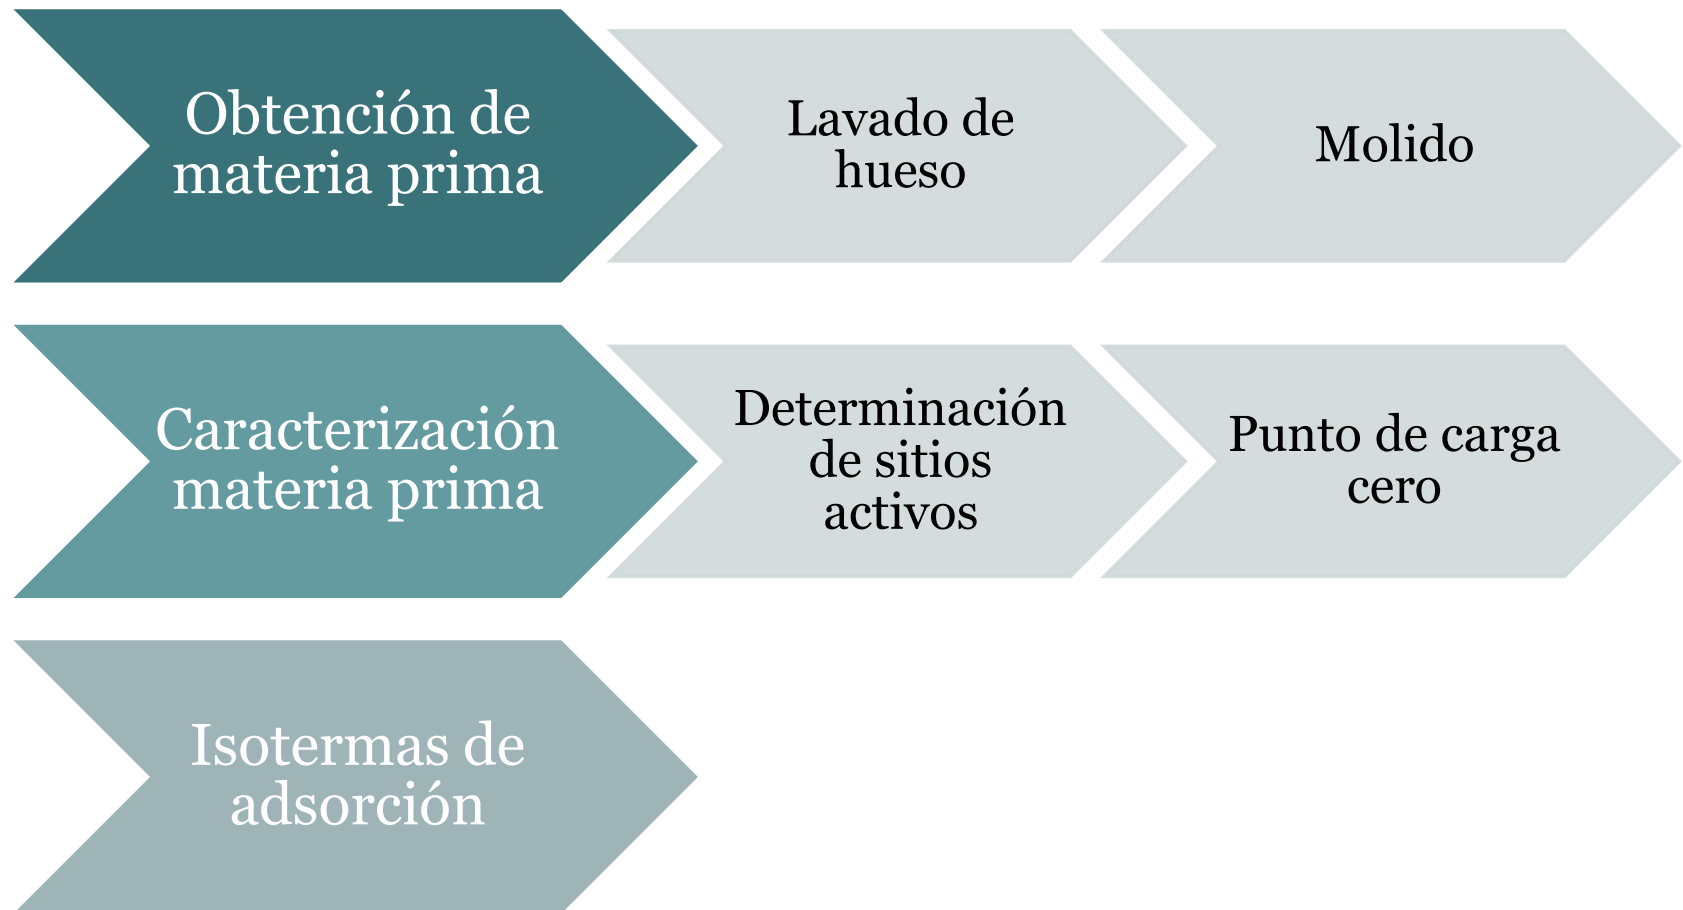 Obtención de
materia prima
Lavado de
hueso
Molido
Caracterización
materia prima
Determinación
de sitios
activos
Punto de carga
cero
Isotermas de
adsorción